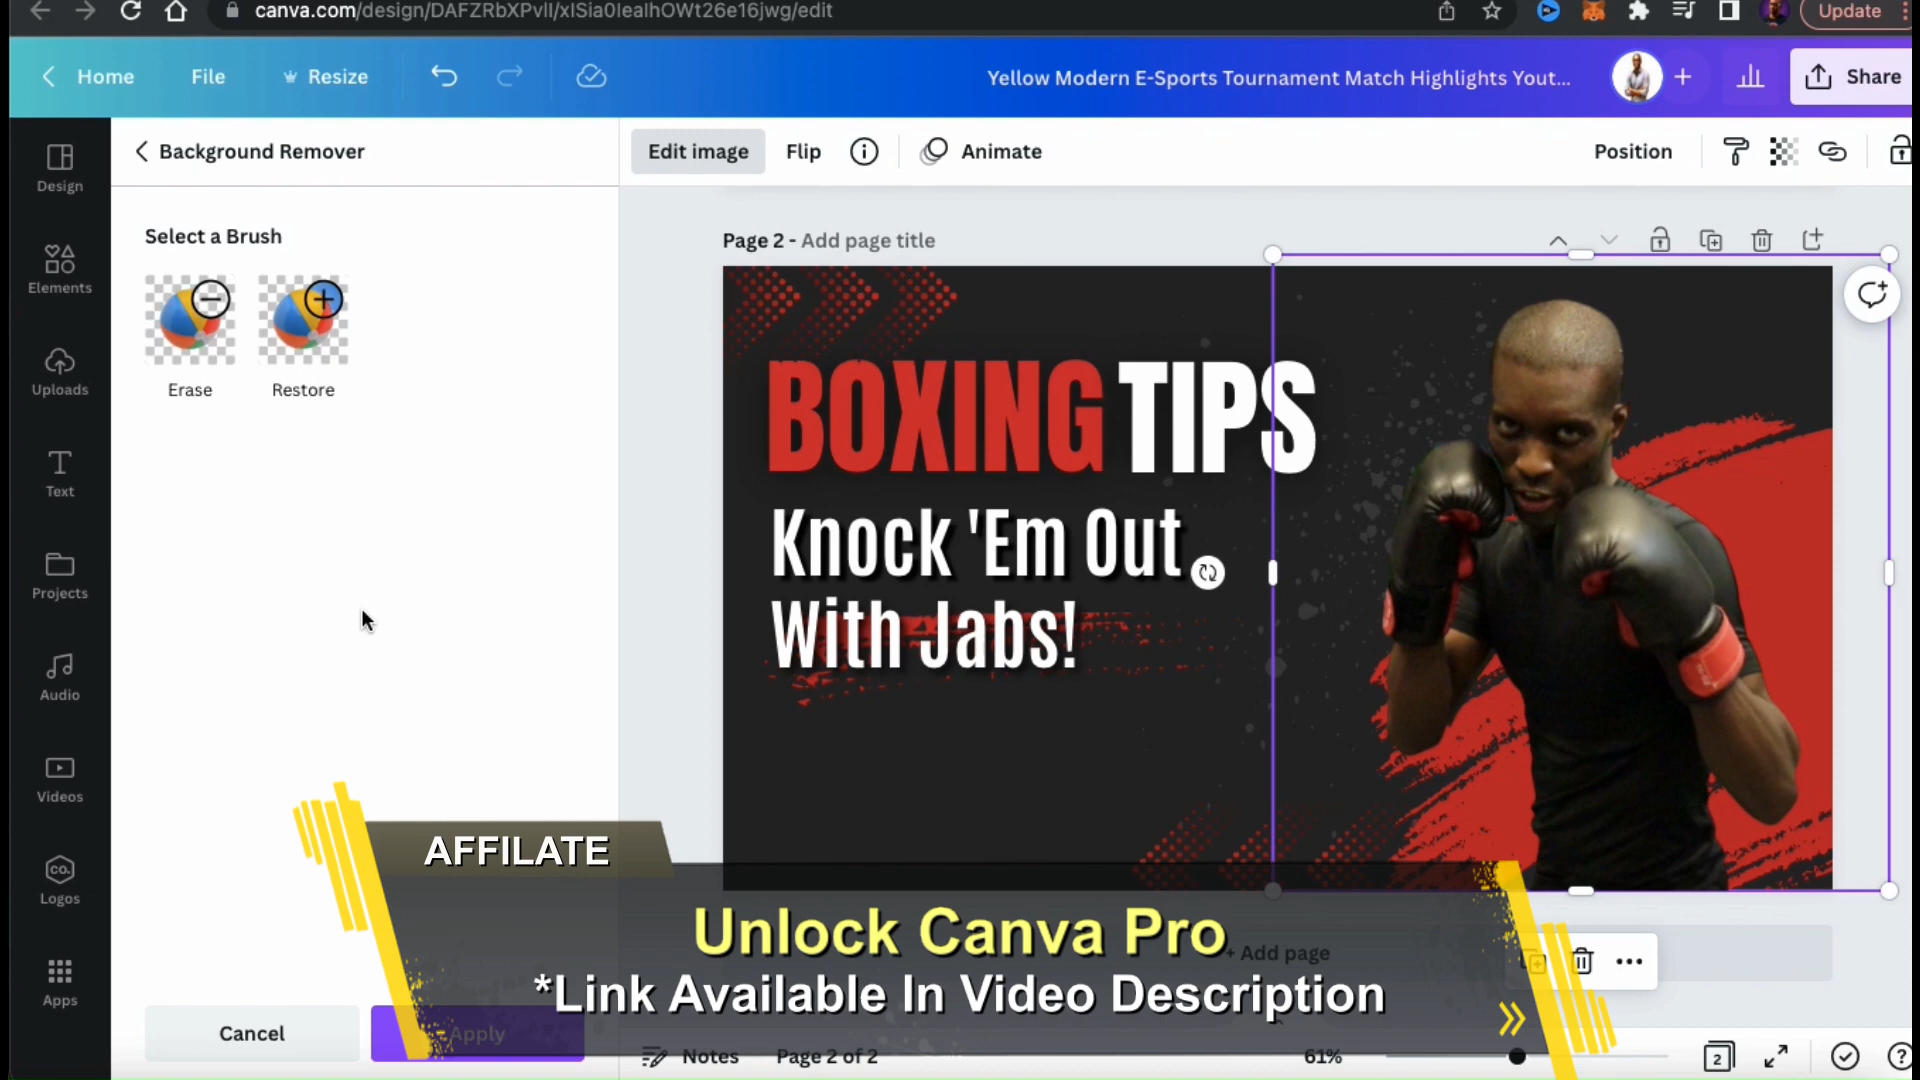 canva.com/design/DAFZRbXPvlI/xISia0IealhOWt26e16jwg/edit
Update
Home
File
Resize
Yellow Modern E-Sports Tournament Match Highlights Yout...
Share
Background Remover
Edit image
Flip
Animate
Position
Design
Elements
Uploads
Text
Projects
Audio
Videos
CO.
Logos
Apps
Select a Brush
Erase
Restore
Page 2 - Add page title
BOXING TIPS
Knock 'Em Out
With Jabs!
AFFILATE
Unlock Canva Pro
*Link Available In Video Description
+ Add page
Cancel
Apply
Notes
Page 2 of 2
61%
2